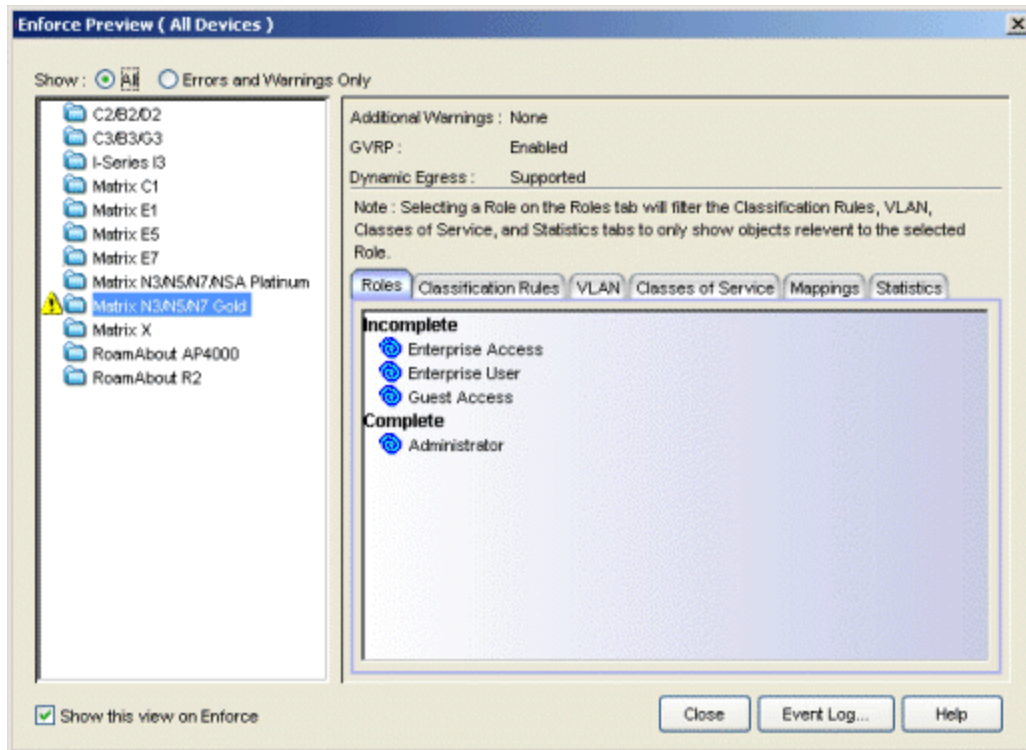 Enforce Preview ( All Devices )
Show : All Errors and Warnings Only
C2/B2/D2
C3/B3/G3
I-Series I3
Matrix C1
Matrix E1
Matrix E5
Matrix E7
Matrix N3/N5/N7/NSA Platinum
Matrix N3/N5/N7 Gold
Matrix X
RoamAbout AP4000
RoamAbout R2
Additional Warnings : None
GVRP : Enabled
Dynamic Egress : Supported
Note : Selecting a Role on the Roles tab will filter the Classification Rules, VLAN,
Classes of Service, and Statistics tabs to only show objects relevent to the selected
Role.
Roles Classification Rules VLAN Classes of Service Mappings Statistics
Incomplete
Enterprise Access
Enterprise User
Guest Access
Complete
Administrator
Show this view on Enforce
Close Event Log... Help